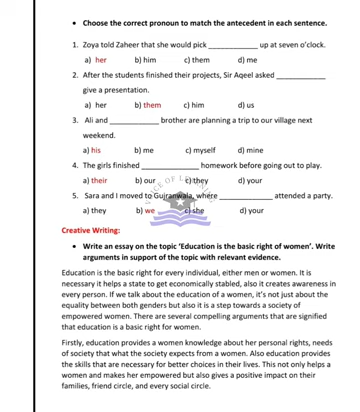 • Choose the correct pronoun to match the antecedent in each sentence.
1. Zoya told Zaheer that she would pick ____________ up at seven o'clock.
a) her b) him c) them d) me
2. After the students finished their projects, Sir Aqeel asked ____________
give a presentation.
a) her b) them c) him d) us
3. Ali and ____________ brother are planning a trip to our village next
weekend.
a) his b) me c) myself d) mine
4. The girls finished ______________ homework before going out to play.
a) their b) our c) they d) your
5. Sara and I moved to Gujranwala, where _____________ attended a party.
a) they b) we c) she d) your
Creative Writing:
• Write an essay on the topic 'Education is the basic right of women'. Write
arguments in support of the topic with relevant evidence.
Education is the basic right for every individual, either men or women. It is
necessary it helps a state to get economically stabled, also it creates awareness in
every person. If we talk about the education of a women, it's not just about the
equality between both genders but also it is a step towards a society of
empowered women. There are several compelling arguments that are signified
that education is a basic right for women.
Firstly, education provides a women knowledge about her personal rights, needs
of society that what the society expects from a women. Also education provides
the skills that are necessary for better choices in their lives. This not only helps a
women and makes her empowered but also gives a positive impact on their
families, friend circle, and every social circle.